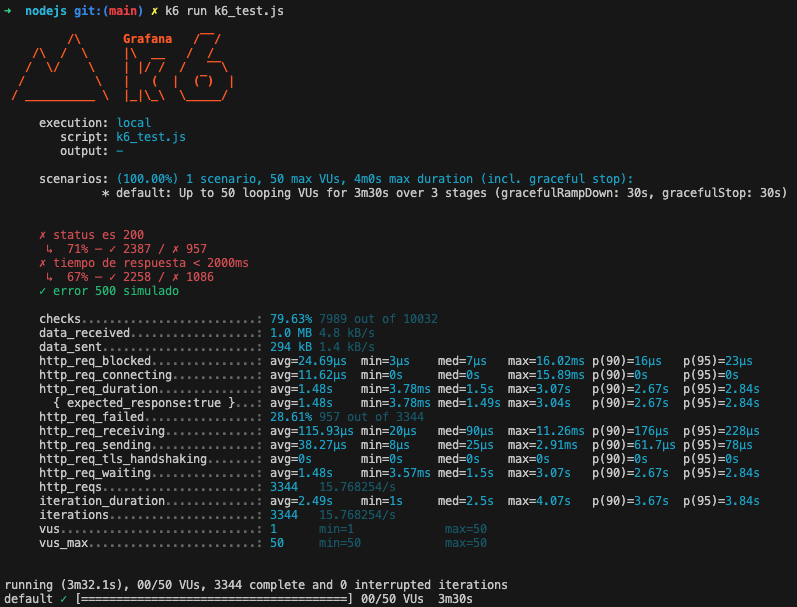 ➜  nodejs git:(main) ✗ k6 run k6_test.js
Grafana
k6
execution: local
script: k6_test.js
output: -
scenarios: (100.00%) 1 scenario, 50 max VUs, 4m0s max duration (incl. graceful stop):
* default: Up to 50 looping VUs for 3m30s over 3 stages (gracefulRampDown: 30s, gracefulStop: 30s)
✗ status es 200
↳  71% — ✓ 2387 / ✗ 957
✗ tiempo de respuesta < 2000ms
↳  67% — ✓ 2258 / ✗ 1086
✓ error 500 simulado
checks.........................: 79.63% 7989 out of 10032
data_received..................: 1.0 MB 4.8 kB/s
data_sent......................: 294 kB 1.4 kB/s
http_req_blocked...............: avg=24.69µs  min=3µs    med=7µs   max=16.02ms p(90)=16µs   p(95)=23µs
http_req_connecting............: avg=11.62µs  min=0s     med=0s    max=15.89ms p(90)=0s     p(95)=0s
http_req_duration..............: avg=1.48s    min=3.78ms med=1.5s  max=3.07s   p(90)=2.67s  p(95)=2.84s
{ expected_response:true }...: avg=1.48s    min=3.78ms med=1.49s max=3.04s   p(90)=2.67s  p(95)=2.84s
http_req_failed................: 28.61% 957 out of 3344
http_req_receiving.............: avg=115.93µs min=20µs   med=90µs  max=11.26ms p(90)=176µs  p(95)=228µs
http_req_sending...............: avg=38.27µs  min=8µs    med=25µs  max=2.91ms  p(90)=61.7µs p(95)=78µs
http_req_tls_handshaking.......: avg=0s       min=0s     med=0s    max=0s      p(90)=0s     p(95)=0s
http_req_waiting...............: avg=1.48s    min=3.57ms med=1.5s  max=3.07s   p(90)=2.67s  p(95)=2.84s
http_reqs......................: 3344   15.768254/s
iteration_duration.............: avg=2.49s    min=1s     med=2.5s  max=4.07s   p(90)=3.67s  p(95)=3.84s
iterations.....................: 3344   15.768254/s
vus............................: 1      min=1             max=50
vus_max........................: 50     min=50            max=50
running (3m32.1s), 00/50 VUs, 3344 complete and 0 interrupted iterations
default ✓ [======================================] 00/50 VUs  3m30s